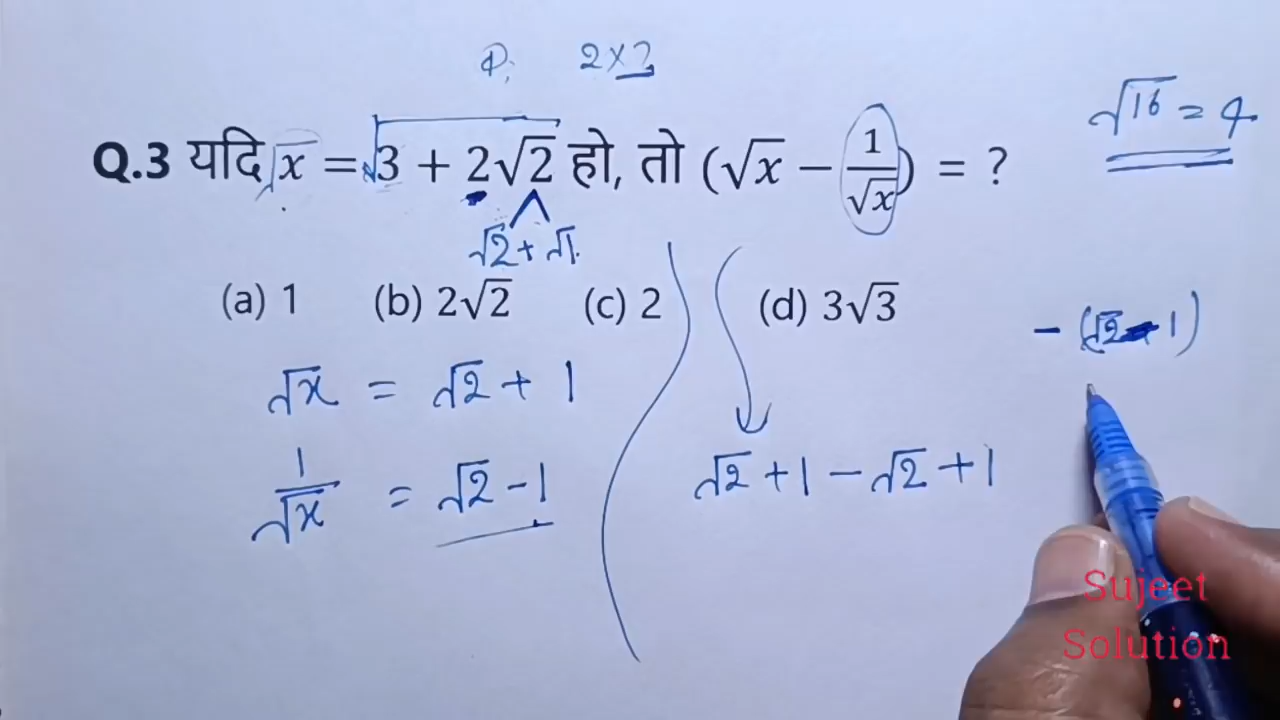 2×?
√16 = 4
Q.3 यदि √x = √3 + 2√2 हो, तो (√x − 1/√x) = ?
√2 + √1
(a) 1 (b) 2√2 (c) 2 (d) 3√3
− (√2 − 1)
√x = √2 + 1
1/√x = √2 − 1
√2 + 1 − √2 + 1
Sujeet
Solution